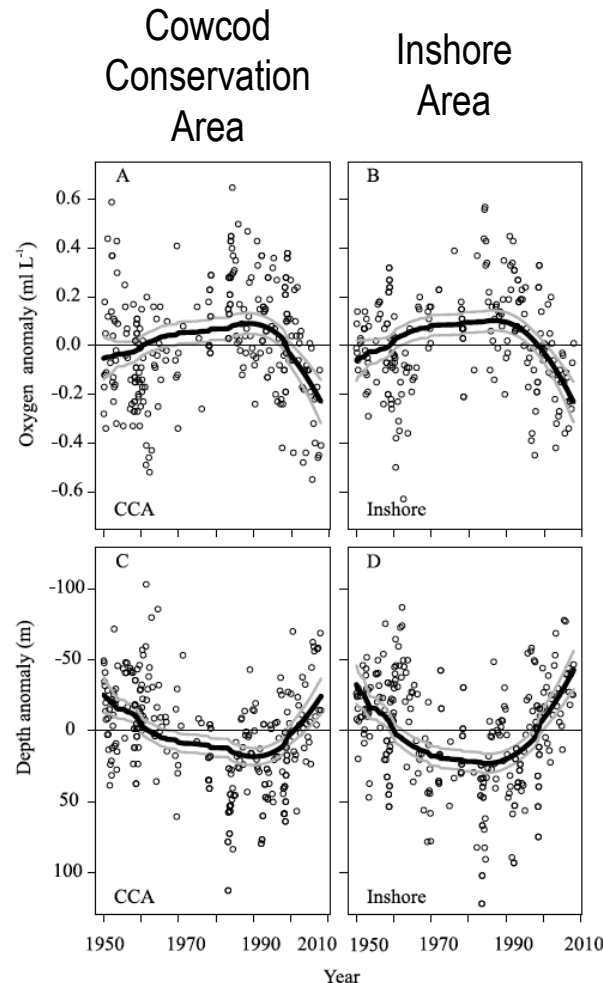 Cowcod
Conservation
Area
Inshore
Area
A
B
0.6
0.4
0.2
0.0
-0.2
-0.4
-0.6
Oxygen anomaly (ml L⁻¹)
CCA
Inshore
C
D
-100
-50
0
50
100
Depth anomaly (m)
CCA
Inshore
1950 1970 1990 2010 1950 1970 1990 2010
Year